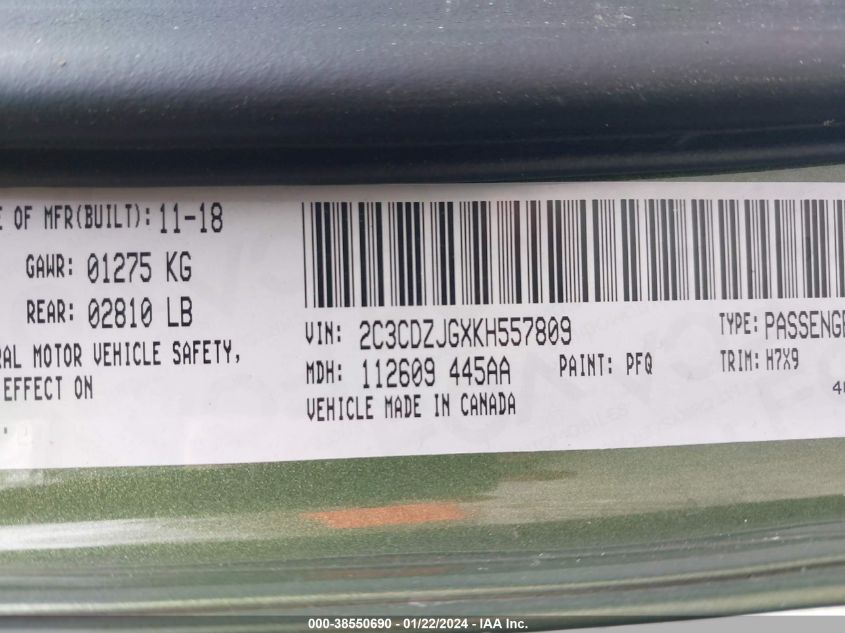 E OF MFR(BUILT): 11-18
GAWR: 01275 KG
REAR: 02810 LB
RAL MOTOR VEHICLE SAFETY,
EFFECT ON
VIN: 2C3CDZJGXKH557809
TYPE: PASSENGE
MDH: 112609 445AA
PAINT: PFQ
TRIM: H7X9
VEHICLE MADE IN CANADA
000-38550690 - 01/22/2024 - IAA Inc.